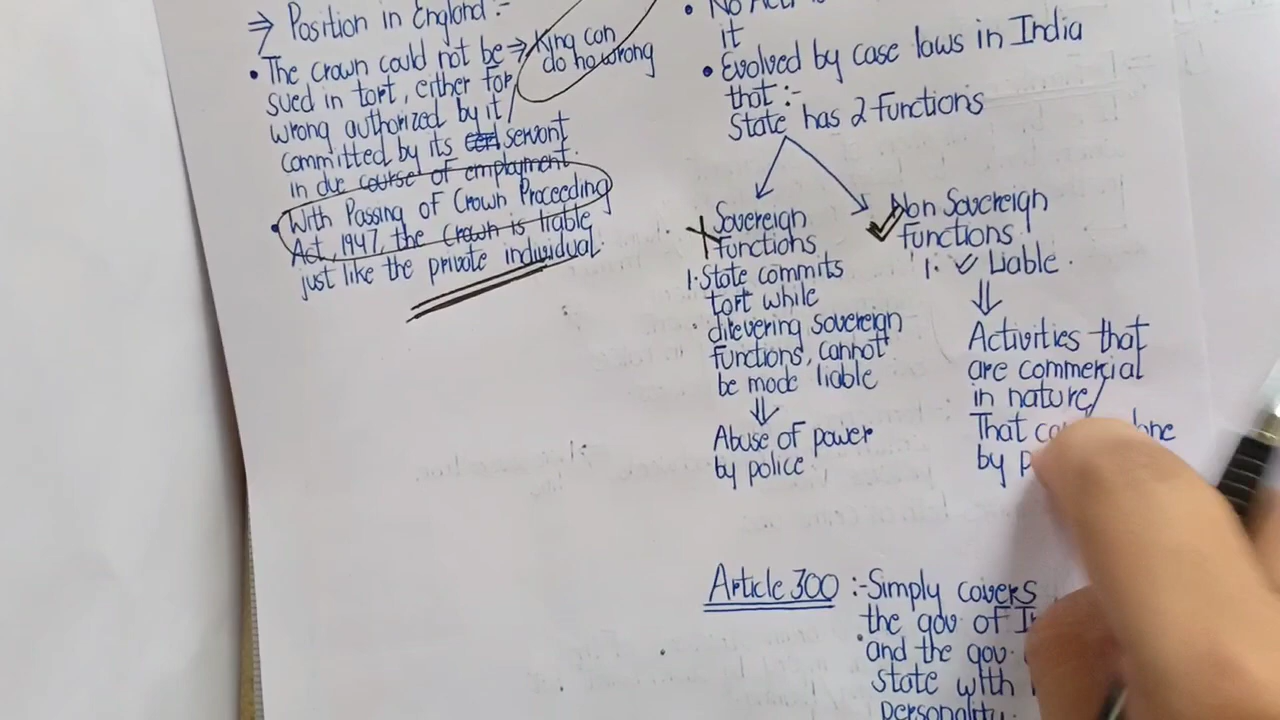 ⇒ Position in England :-
• The crown could not be ⇒ King can
do no wrong
sued in tort, either for
wrong authorized by it /
committed by its servant
in due course of employment.
• With Passing of Crown Proceeding
Act, 1947, the Crown is liable
just like the private individual.
• No Act
it
• Evolved by case laws in India
that :-
State has 2 functions
Sovereign
functions
1. State commits
tort while
dilevering sovereign
functions, cannot
be made liable
⇓
Abuse of power
by police.
Non Sovereign
functions.
1. ✓ Liable.
⇓
Activities that
are commercial
in nature/
That
by
Article 300 :- Simply covers
the gov of
and the gov.
state with
personality.